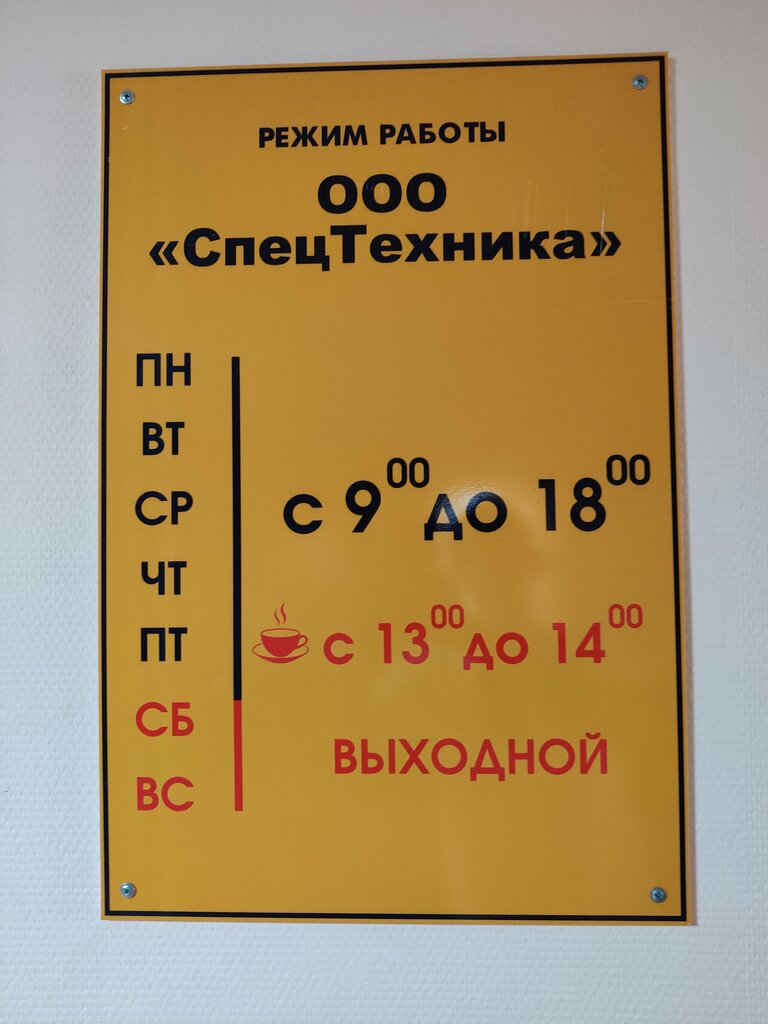 РЕЖИМ РАБОТЫ
ООО
«СпецТехника»
ПН
ВТ
СР
ЧТ
ПТ
с 9⁰⁰ до 18⁰⁰
с 13⁰⁰ до 14⁰⁰
СБ
ВС
ВЫХОДНОЙ